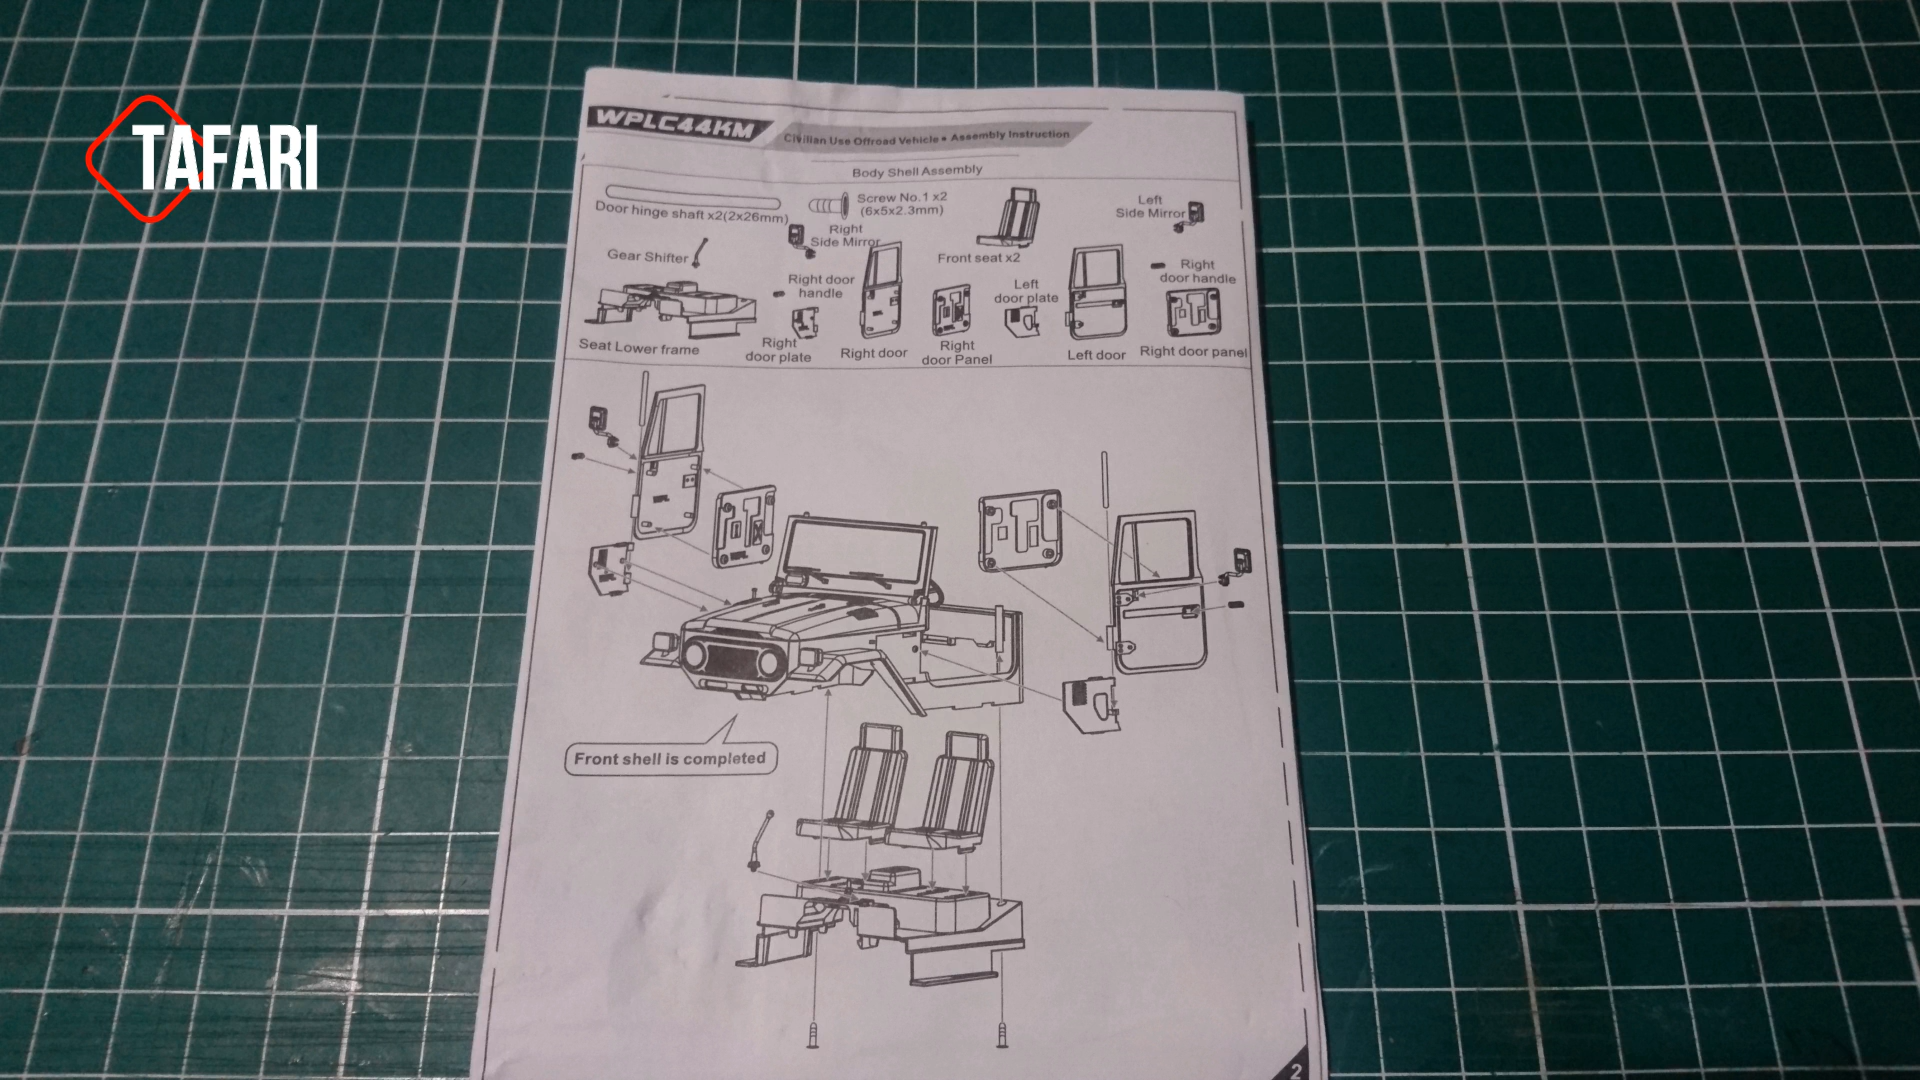 TAFARI
WPLC44KM
Civilian Use Offroad Vehicle • Assembly Instruction
Body Shell Assembly
Door hinge shaft x2(2x26mm)
Screw No.1 x2
(6x5x2.3mm)
Left
Side Mirror
Right
Side Mirror
Gear Shifter
Front seat x2
Right door
handle
Left
door plate
Right
door handle
Seat Lower frame
Right
door plate
Right door
Right
door Panel
Left door
Right door panel
WPL
WPL
Front shell is completed
2